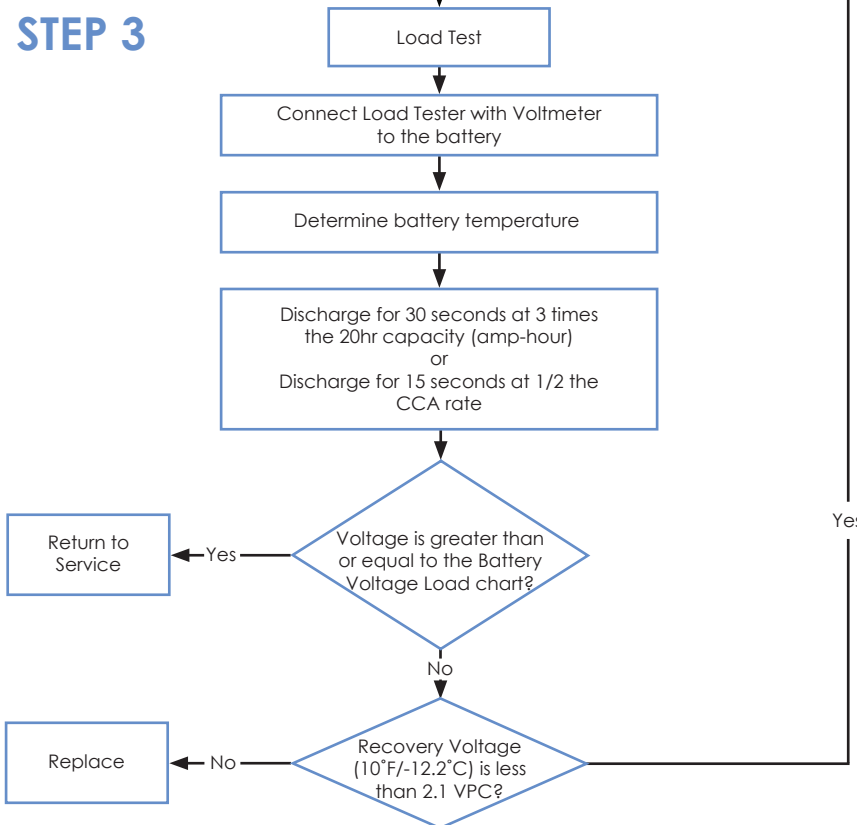 STEP 3
Load Test
Connect Load Tester with Voltmeter
to the battery
Determine battery temperature
Discharge for 30 seconds at 3 times
the 20hr capacity (amp-hour)
or
Discharge for 15 seconds at 1/2 the
CCA rate
Voltage is greater than
or equal to the Battery
Voltage Load chart?
Yes
Return to
Service
Yes
No
Recovery Voltage
(10˚F/-12.2˚C) is less
than 2.1 VPC?
No
Replace